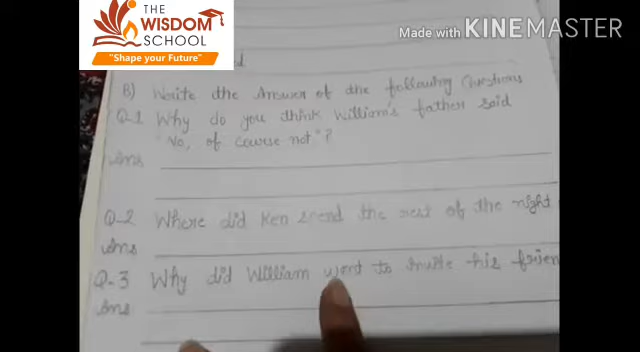 THE
WISDOM
SCHOOL
"Shape your Future"
Made with KINEMASTER
B) Write the Answer of the following Questions
Q.1 Why do you think William's father said
"No, of course not"?
Ans
Q-2 Where did Ken spend the rest of the night
Ans
Q-3 Why did William want to invite his
Ans